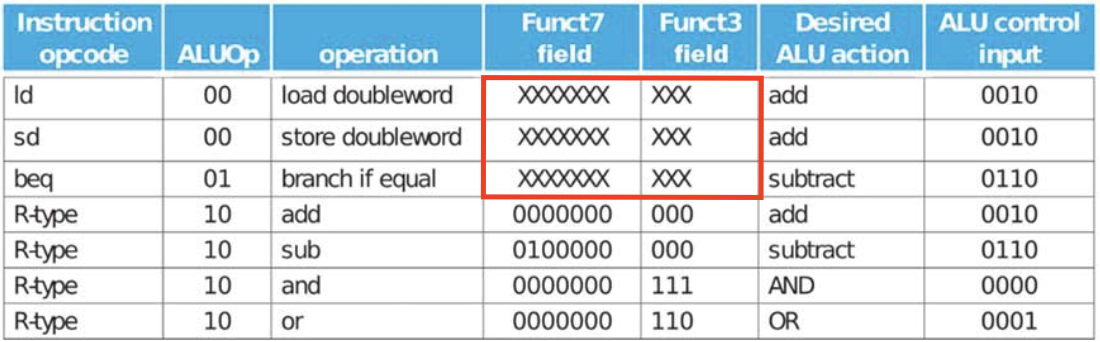 Instruction opcode ALUOp operation Funct7 field Funct3 field Desired ALU action ALU control input
ld 00 load doubleword XXXXXXX XXX add 0010
sd 00 store doubleword XXXXXXX XXX add 0010
beq 01 branch if equal XXXXXXX XXX subtract 0110
R-type 10 add 0000000 000 add 0010
R-type 10 sub 0100000 000 subtract 0110
R-type 10 and 0000000 111 AND 0000
R-type 10 or 0000000 110 OR 0001